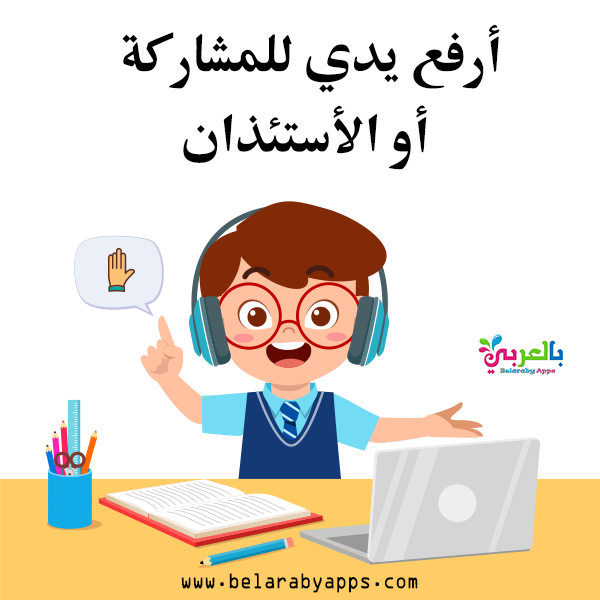 أرفع يدي للمشاركة
أو الأستئذان
بالعربي
Belaraby Apps
www.belarabyapps.com